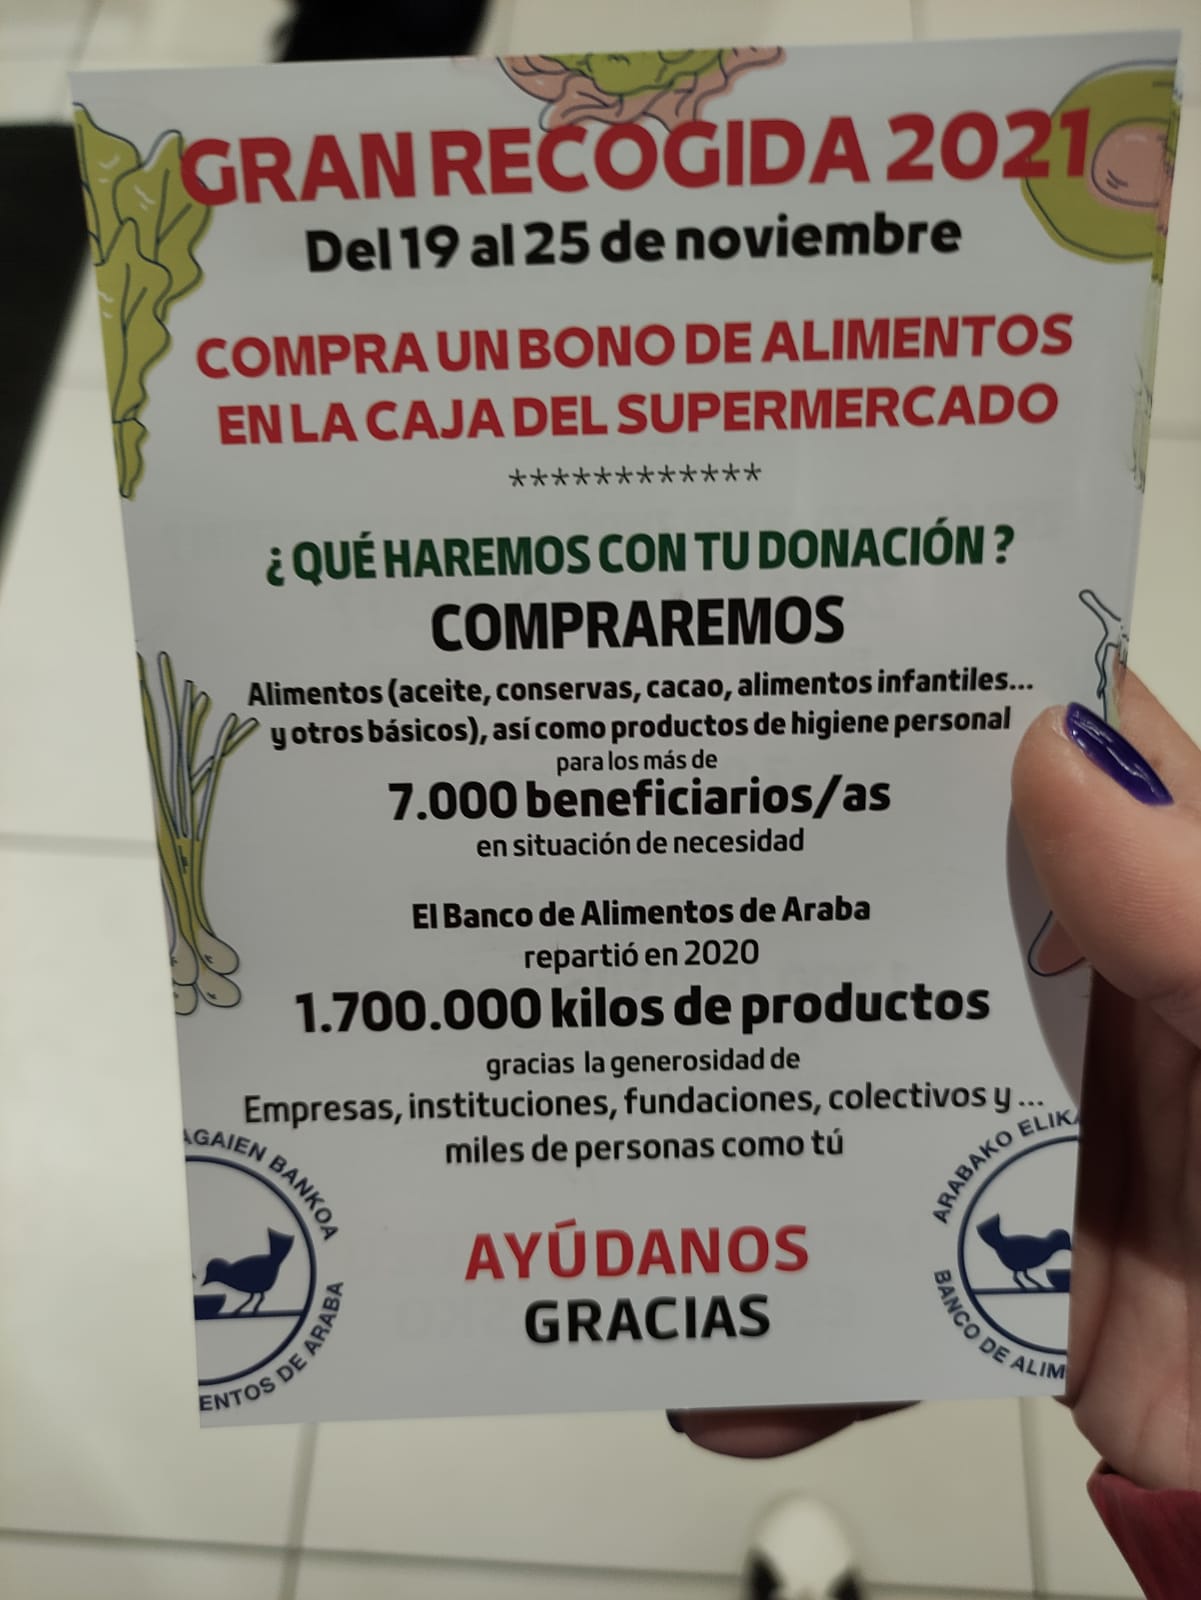 GRAN RECOGIDA 2021
Del 19 al 25 de noviembre
COMPRA UN BONO DE ALIMENTOS
EN LA CAJA DEL SUPERMERCADO
************
¿ QUÉ HAREMOS CON TU DONACIÓN ?
COMPRAREMOS
Alimentos (aceite, conservas, cacao, alimentos infantiles...
y otros básicos), así como productos de higiene personal
para los más de
7.000 beneficiarios/as
en situación de necesidad
El Banco de Alimentos de Araba
repartió en 2020
1.700.000 kilos de productos
gracias la generosidad de
Empresas, instituciones, fundaciones, colectivos y ...
miles de personas como tú
AGAIEN BANKOA
ENTOS DE ARABA
ARABAKO ELIKA
BANCO DE ALIM
AYÚDANOS
GRACIAS